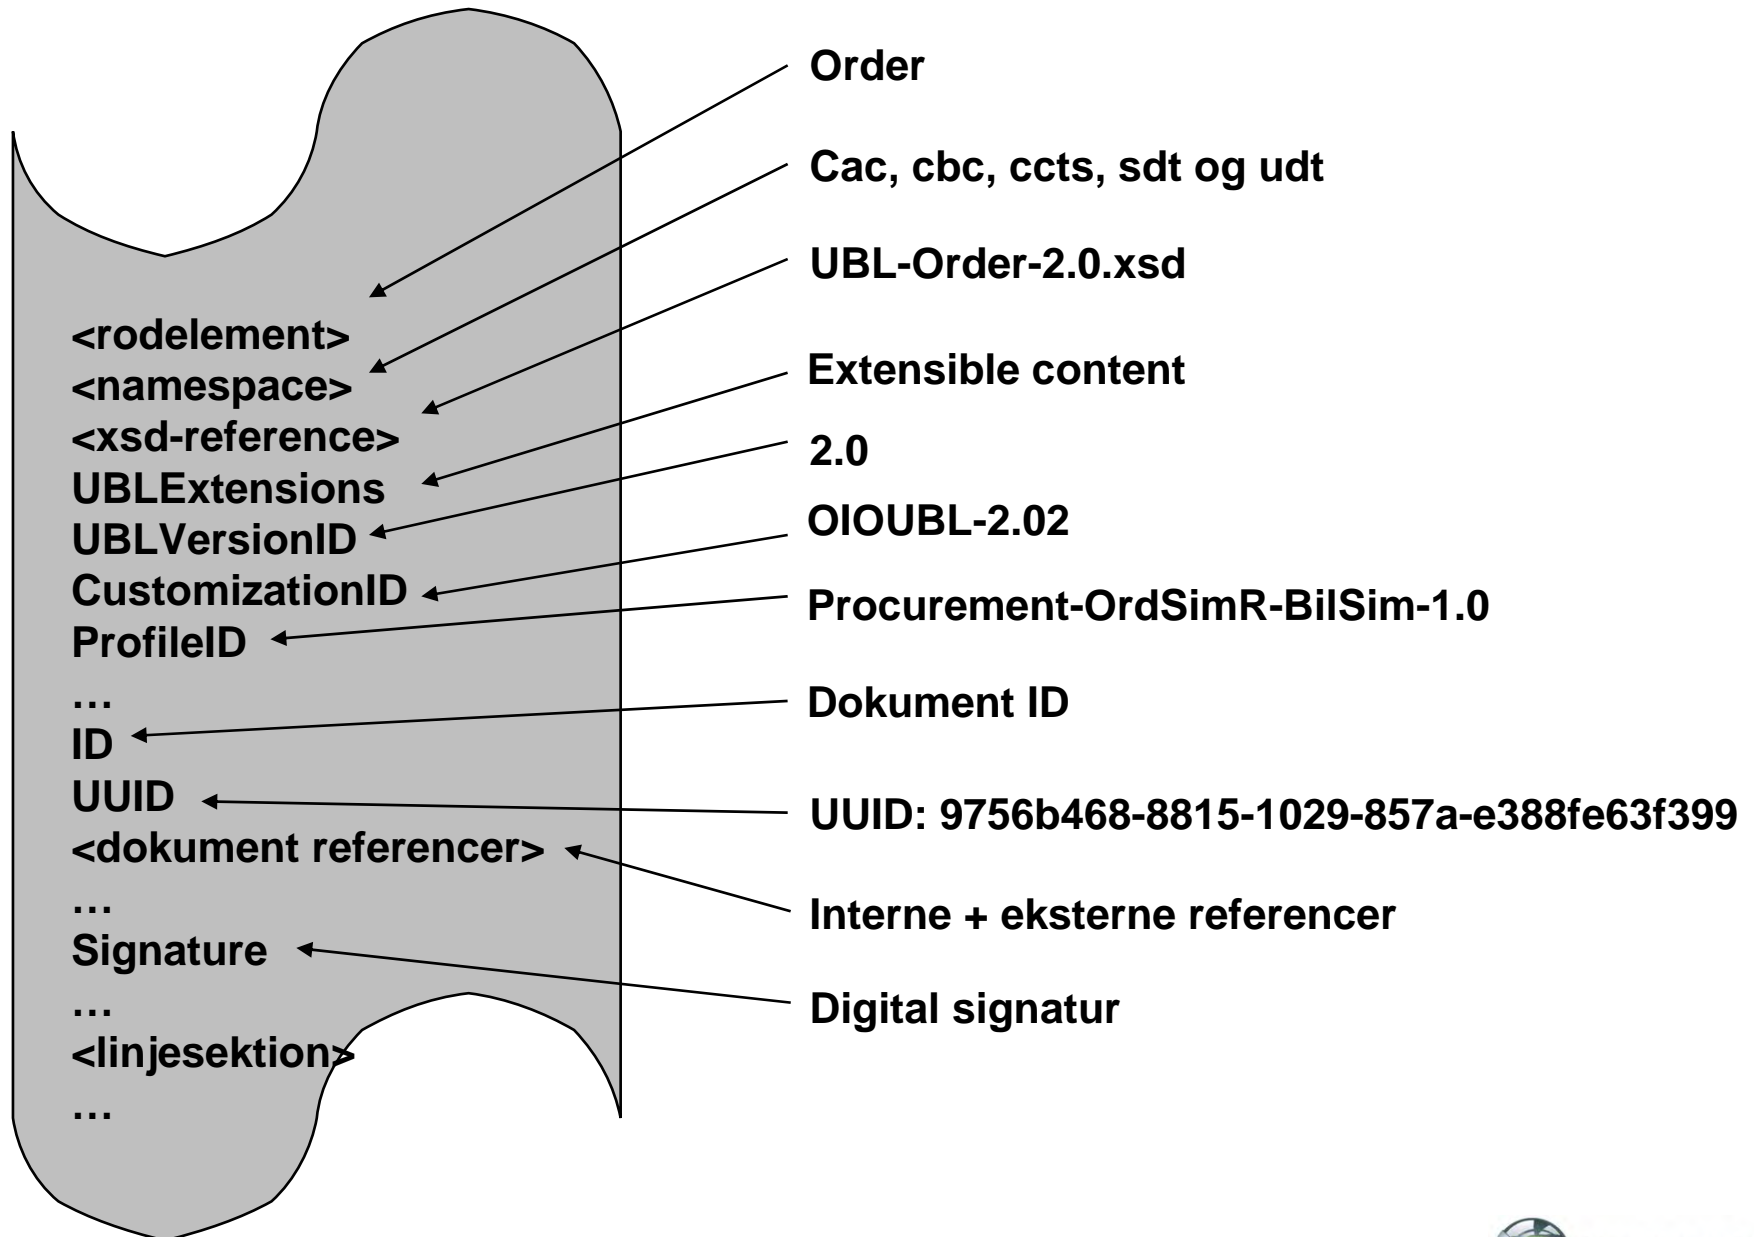 Order
Cac, cbc, ccts, sdt og udt
UBL-Order-2.0.xsd
Extensible content
2.0
OIOUBL-2.02
Procurement-OrdSimR-BilSim-1.0
Dokument ID
UUID: 9756b468-8815-1029-857a-e388fe63f399
Interne + eksterne referencer
Digital signatur
<rodelement>
<namespace>
<xsd-reference>
UBLExtensions
UBLVersionID
CustomizationID
ProfileID
…
ID
UUID
<dokument referencer>
…
Signature
…
<linjesektion>
…